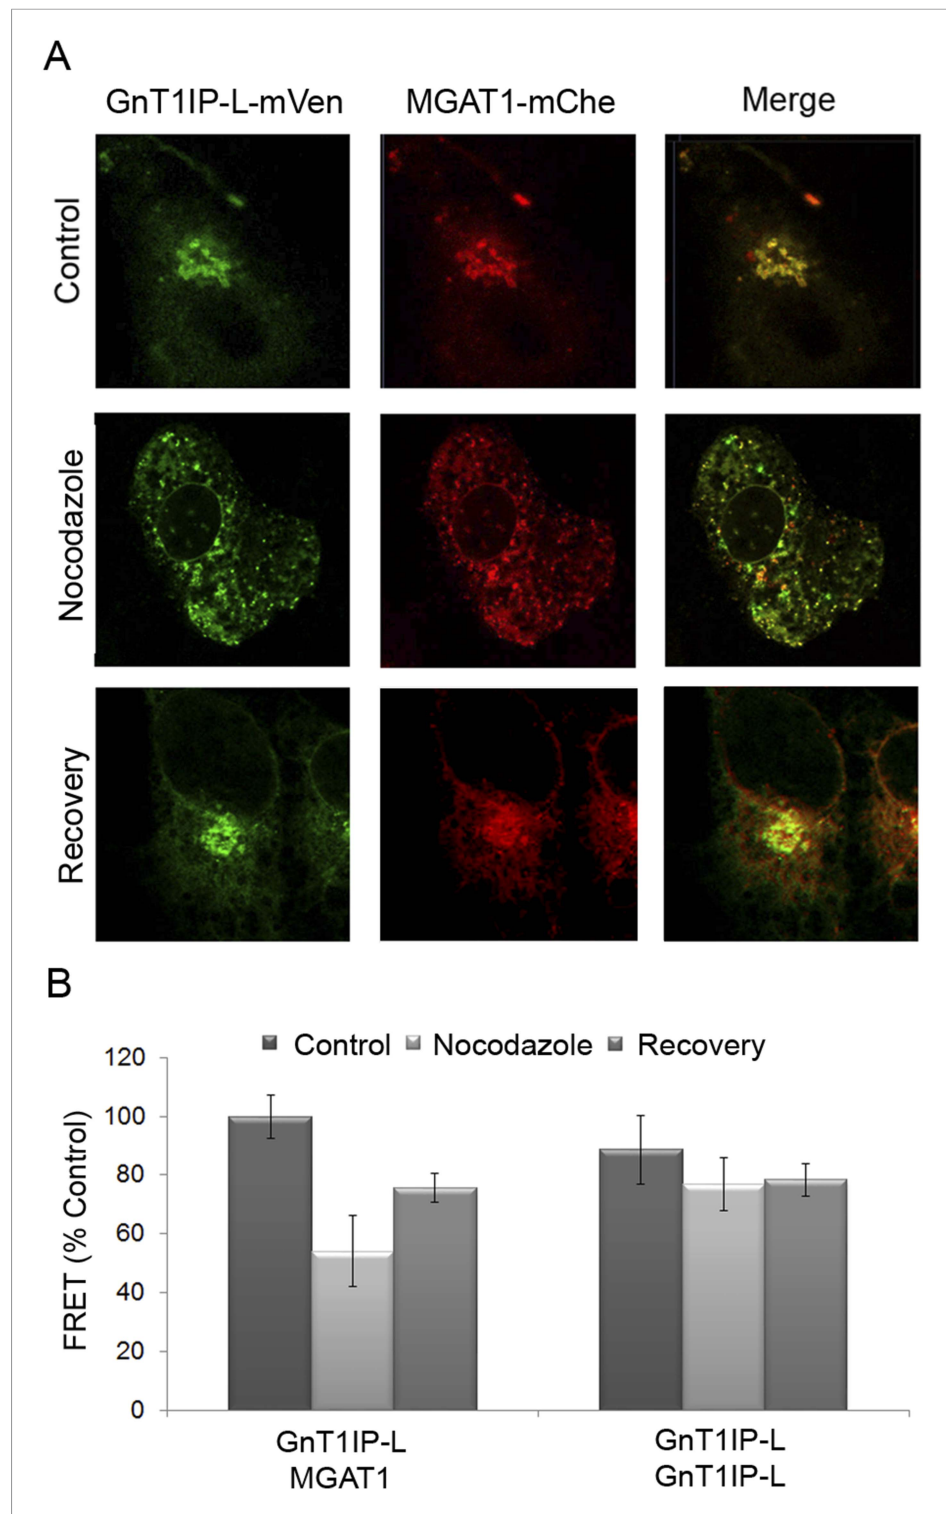 A
GnT1IP-L-mVen MGAT1-mChe Merge
Control
Nocodazole
Recovery
B
Control Nocodazole Recovery
FRET (% Control)
120
100
80
60
40
20
0
GnT1IP-L
MGAT1
GnT1IP-L
GnT1IP-L